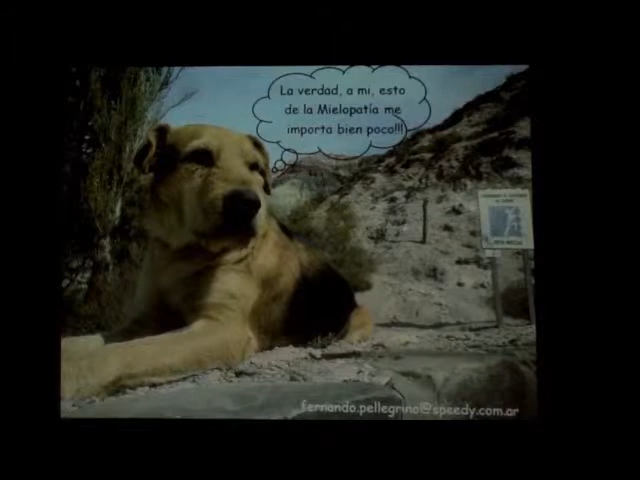 La verdad, a mi, esto
de la Mielopatía me
importa bien poco!!!
fernando.pellegrino@speedy.com.ar